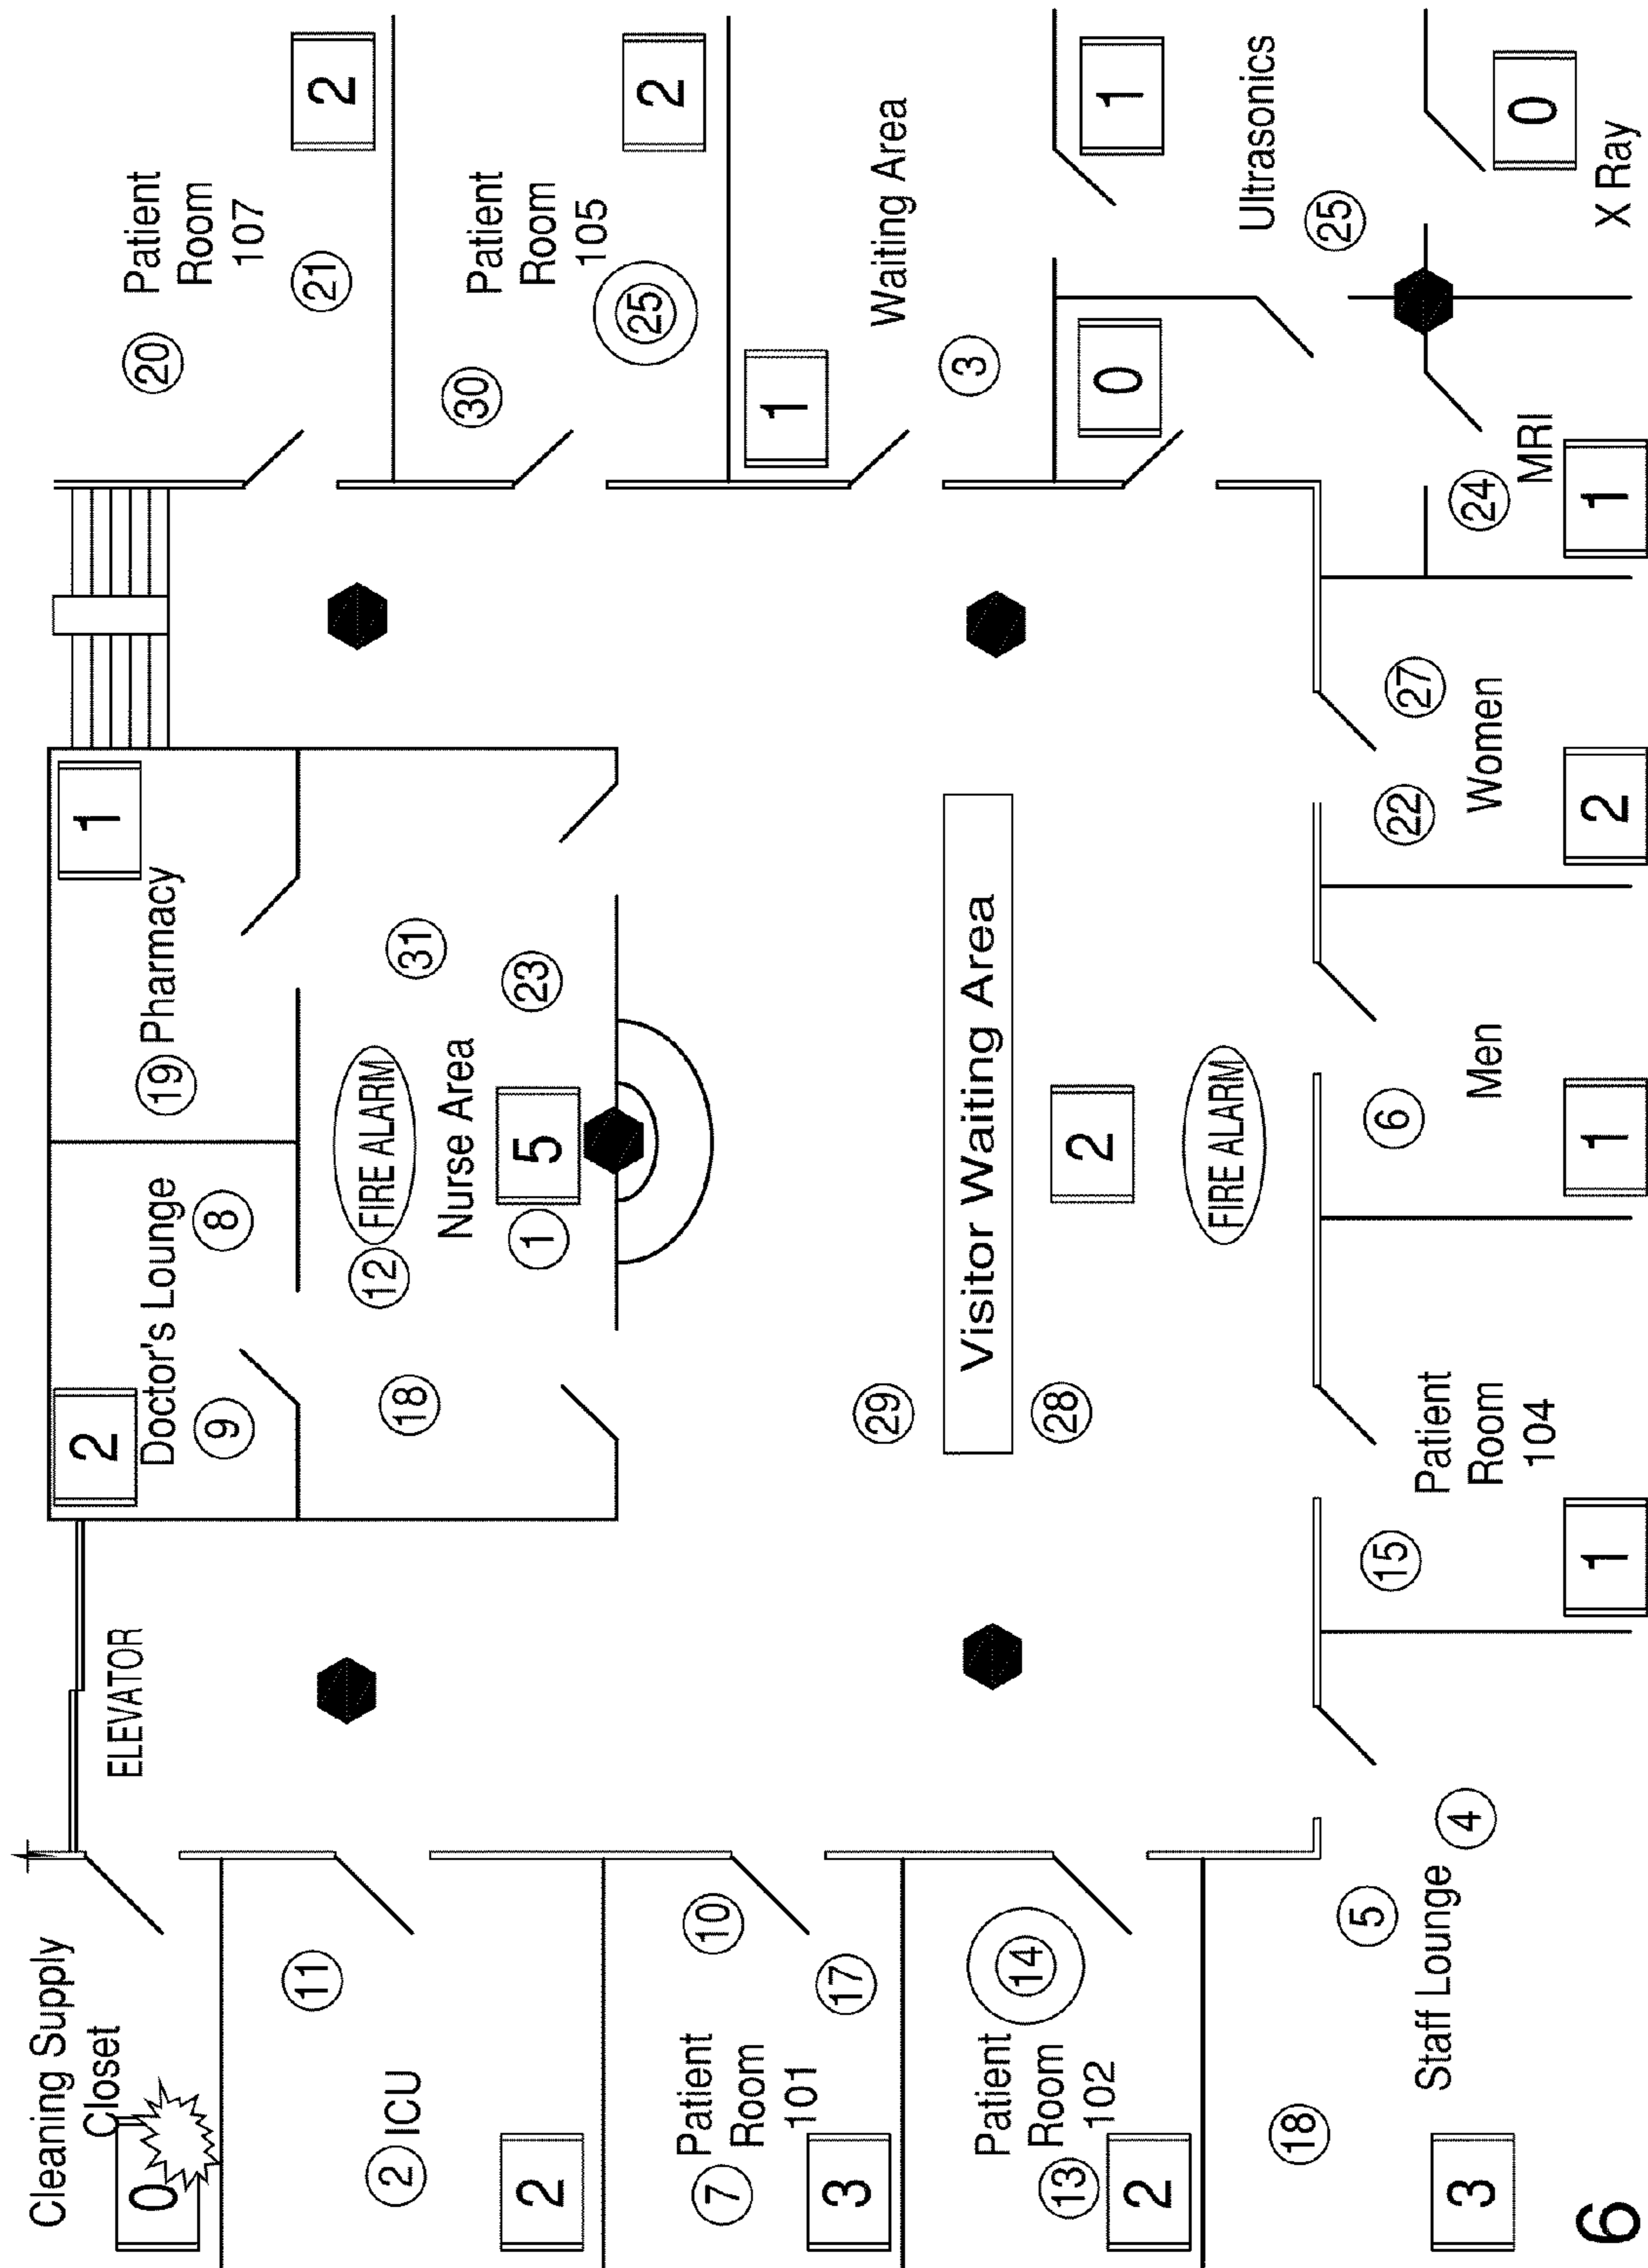 Cleaning Supply
Closet
0
ELEVATOR
2
Doctor's Lounge
9
8
19 Pharmacy
1
20
Patient
Room
107
21
2
11
2 ICU
2
12
FIRE ALARM
18
31
Nurse Area
1
5
23
30
Patient
Room
105
25
2
10
7
Patient
Room
101
17
3
29
Visitor Waiting Area
28
2
FIRE ALARM
1
Waiting Area
3
14
Patient
Room
102
13
2
0
1
Ultrasonics
25
18
5
4
Staff Lounge
3
15
Patient
Room
104
1
6
Men
1
22
27
Women
2
24
MRI
1
0
X Ray
6